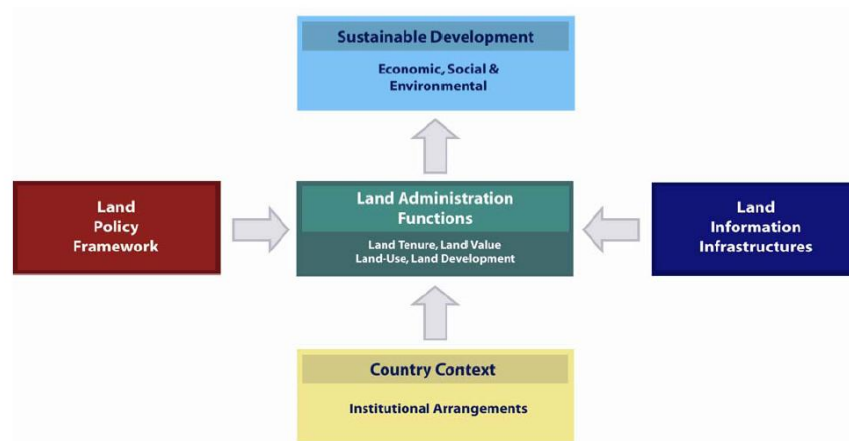 Sustainable Development
Economic, Social &
Environmental
Land
Policy
Framework
Land Administration
Functions
Land Tenure, Land Value
Land-Use, Land Development
Land
Information
Infrastructures
Country Context
Institutional Arrangements